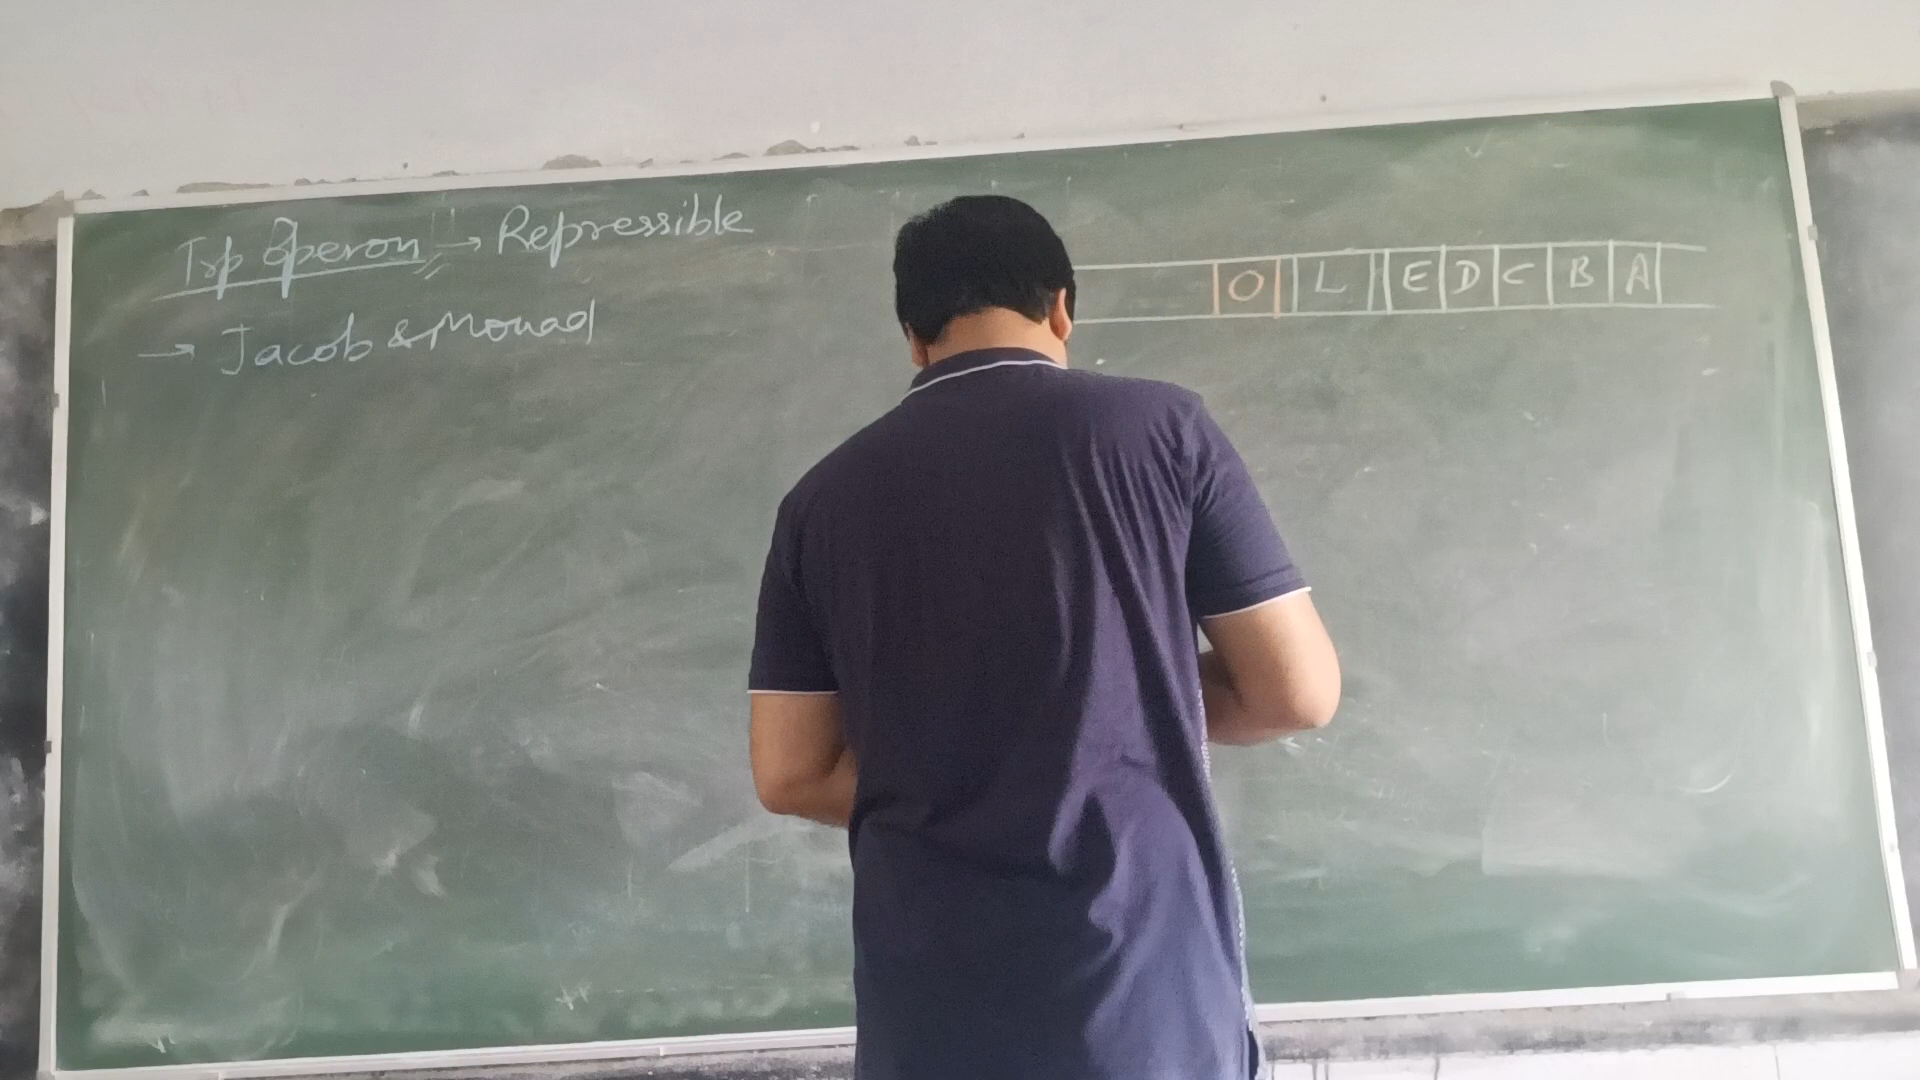 Trp Operon → Repressible
→ Jacob & Monad
O L E D C B A